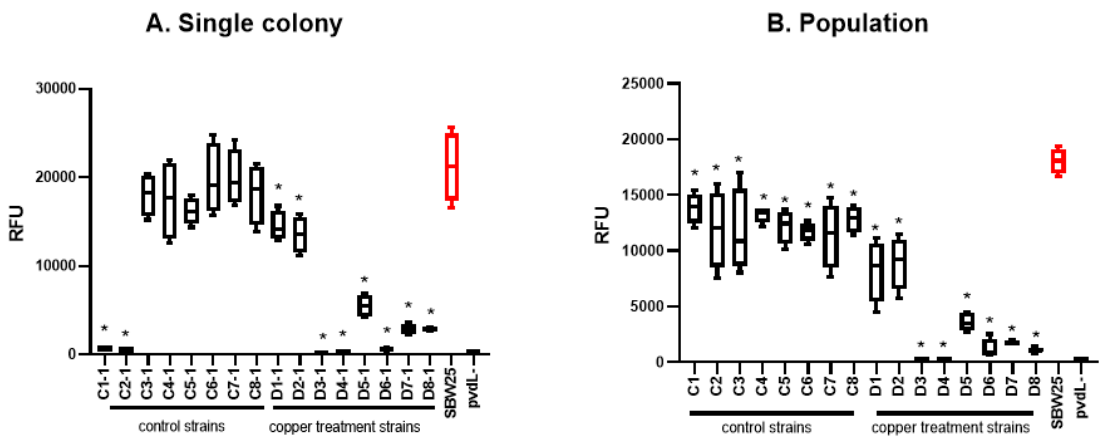 A. Single colony
30000
20000
10000
0
RFU
* * * * * * * * * *
C1-1 C2-1 C3-1 C4-1 C5-1 C6-1 C7-1 C8-1 D1-1 D2-1 D3-1 D4-1 D5-1 D6-1 D7-1 D8-1 SBW25 pvdL-
control strains
copper treatment strains
B. Population
25000
20000
15000
10000
5000
0
RFU
* * * * * * * * * * * * * * * *
C1 C2 C3 C4 C5 C6 C7 C8 D1 D2 D3 D4 D5 D6 D7 D8 SBW25 pvdL-
control strains
copper treatment strains